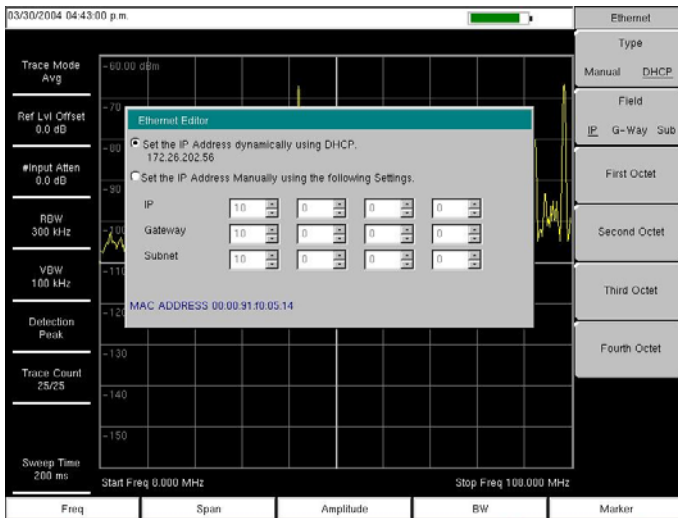 03/30/2004 04:43:00 p.m.
Ethernet
Type
Manual DHCP
Field
IP G-Way Sub
First Octet
Second Octet
Third Octet
Fourth Octet
Trace Mode
Avg
Ref Lvl Offset
0.0 dB
#Input Atten
0.0 dB
RBW
300 kHz
VBW
100 kHz
Detection
Peak
Trace Count
25/25
Sweep Time
200 ms
-60.00 dBm
-70
-80
-90
-100
-110
-120
-130
-140
-150
Ethernet Editor
Set the IP Address dynamically using DHCP.
172.26.202.56
Set the IP Address Manually using the following Settings.
IP 10 0 0 0
Gateway 10 0 0 0
Subnet 10 0 0 0
MAC ADDRESS 00:00:91:f0:05:14
Start Freq 8.000 MHz
Stop Freq 108.000 MHz
Freq
Span
Amplitude
BW
Marker